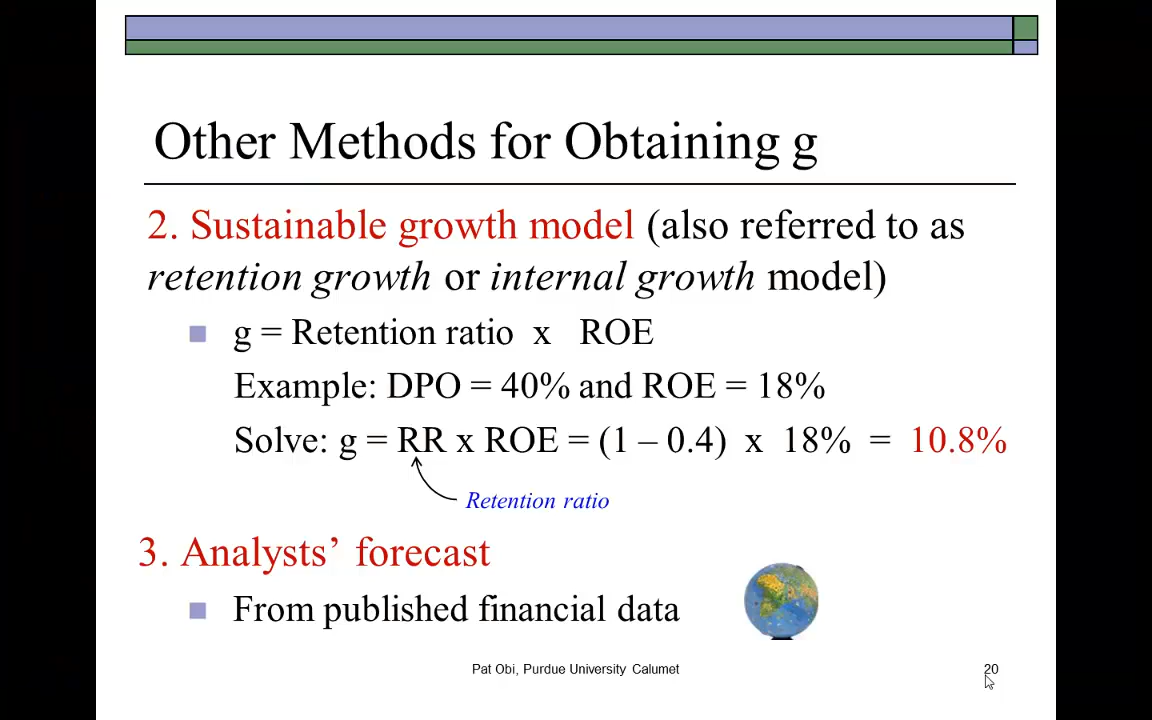 Other Methods for Obtaining g
2. Sustainable growth model (also referred to as
retention growth or internal growth model)
g = Retention ratio x ROE
Example: DPO = 40% and ROE = 18%
Solve: g = RR x ROE = (1 – 0.4) x 18% = 10.8%
Retention ratio
3. Analysts’ forecast
From published financial data
Pat Obi, Purdue University Calumet
20